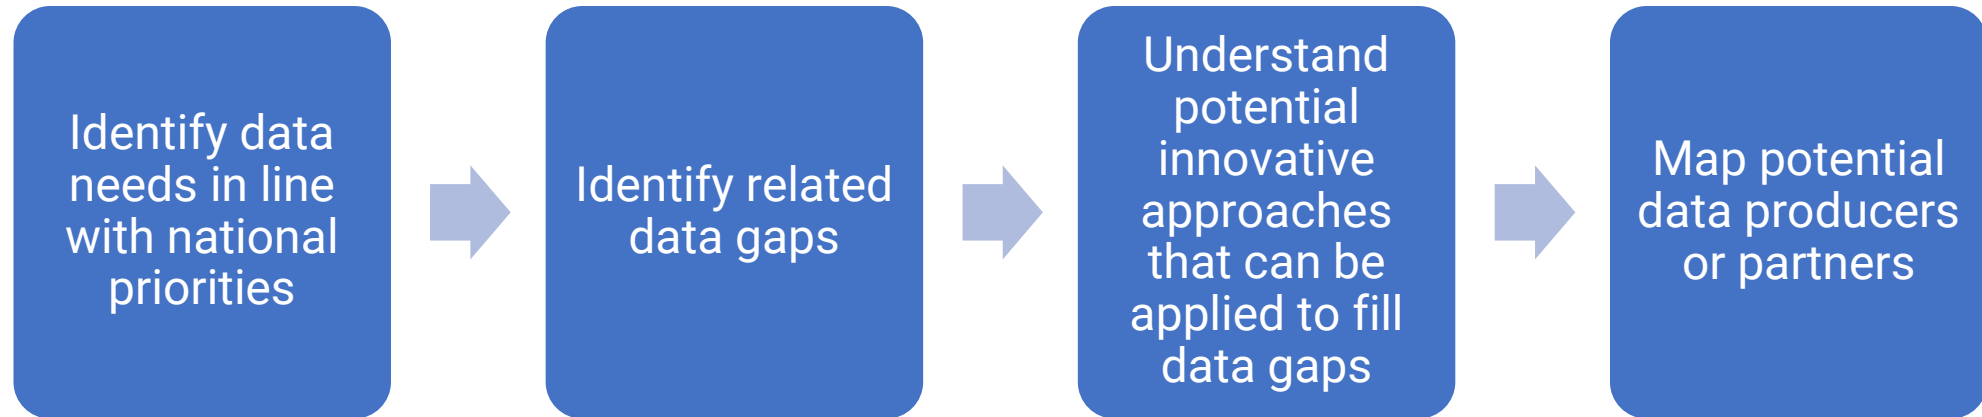 Identify data
needs in line
with national
priorities
Identify related
data gaps
Understand
potential
innovative
approaches
that can be
applied to fill
data gaps
Map potential
data producers
or partners